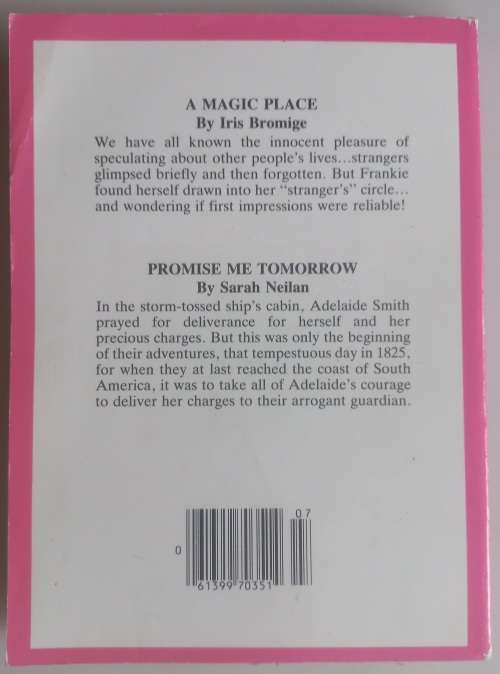 A MAGIC PLACE
By Iris Bromige
We have all known the innocent pleasure of
speculating about other people's lives...strangers
glimpsed briefly and then forgotten. But Frankie
found herself drawn into her "stranger's" circle...
and wondering if first impressions were reliable!
PROMISE ME TOMORROW
By Sarah Neilan
In the storm-tossed ship's cabin, Adelaide Smith
prayed for deliverance for herself and her
precious charges. But this was only the beginning
of their adventures, that tempestuous day in 1825,
for when they at last reached the coast of South
America, it was to take all of Adelaide's courage
to deliver her charges to their arrogant guardian.
07
0
61399 70351